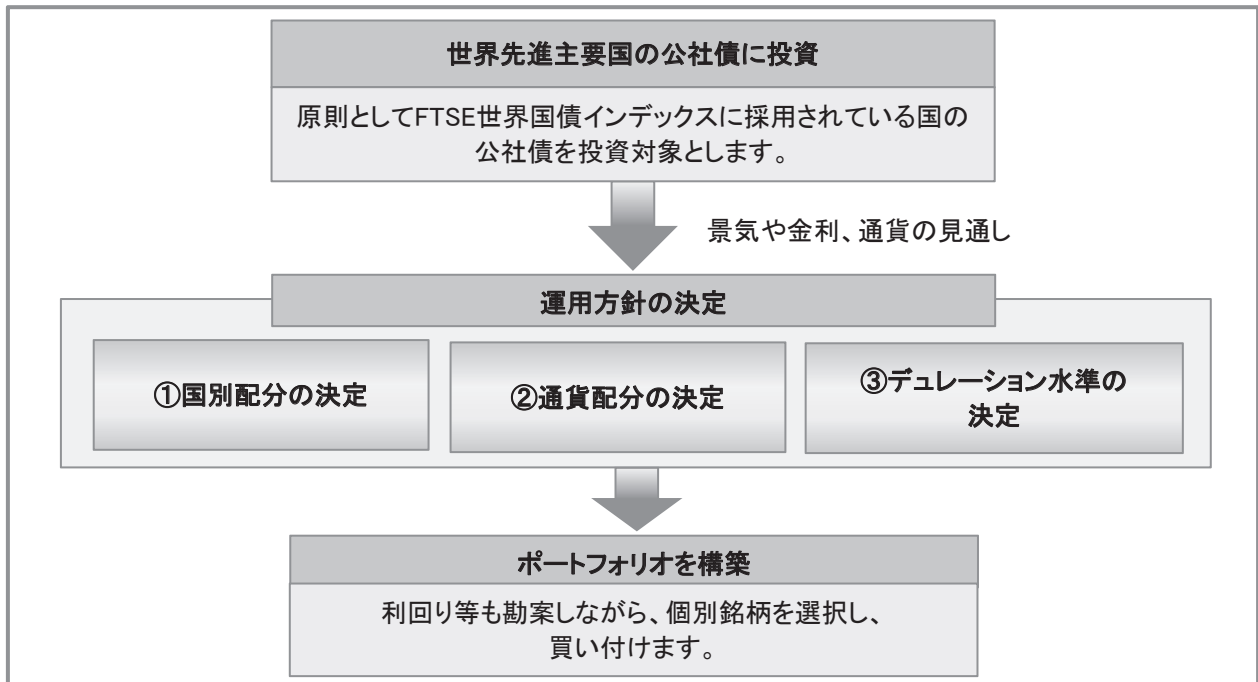 世界先進主要国の公社債に投資
原則としてFTSE世界国債インデックスに採用されている国の
公社債を投資対象とします。
景気や金利、通貨の見通し
運用方針の決定
①国別配分の決定
②通貨配分の決定
③デュレーション水準の
決定
ポートフォリオを構築
利回り等も勘案しながら、個別銘柄を選択し、
買い付けます。